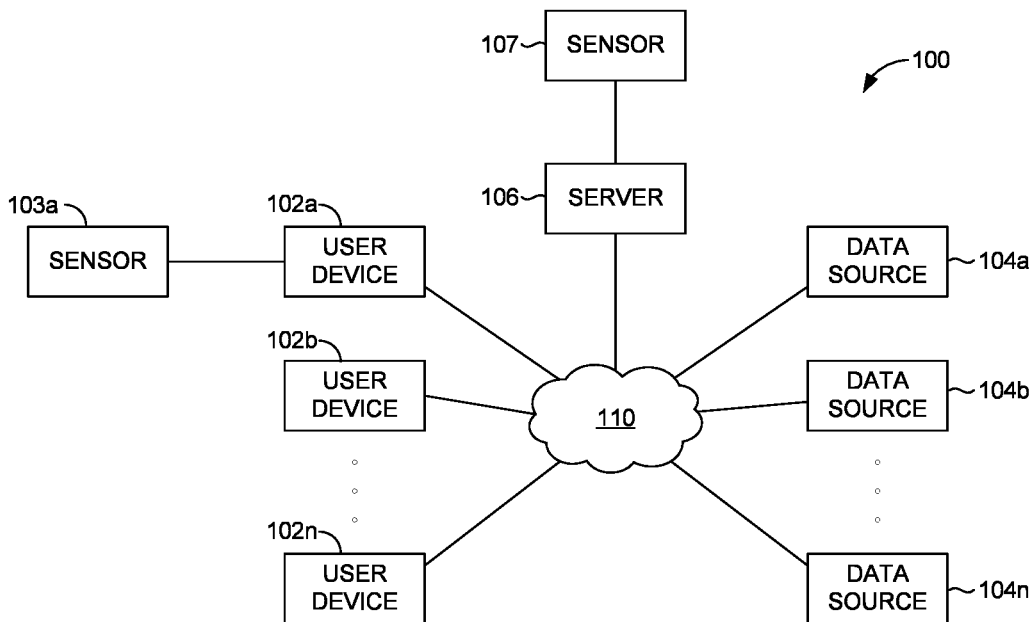 107
SENSOR
100
106
SERVER
103a
SENSOR
102a
USER
DEVICE
DATA
SOURCE
104a
102b
USER
DEVICE
110
DATA
SOURCE
104b
102n
USER
DEVICE
DATA
SOURCE
104n